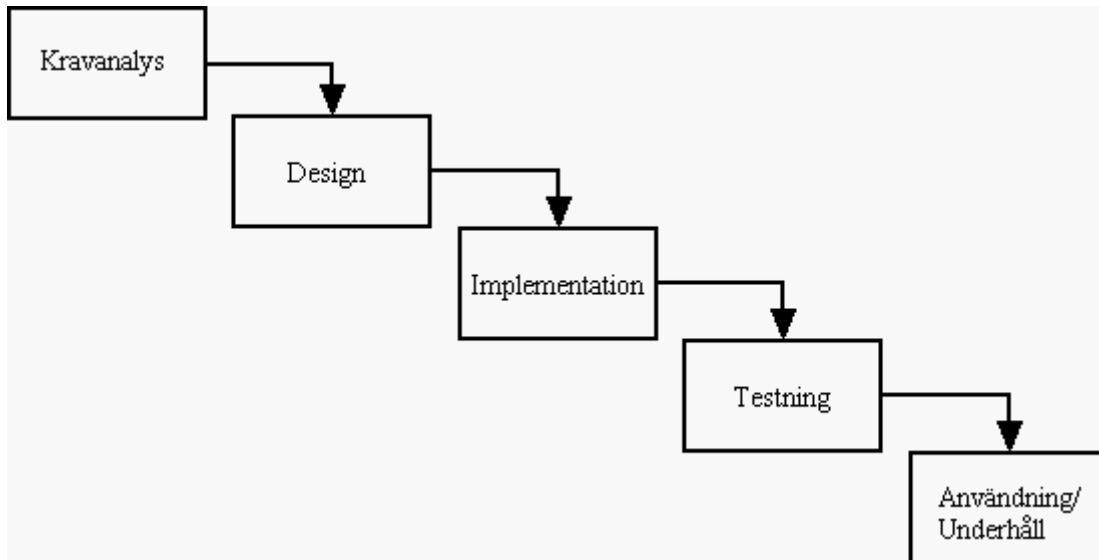 Kravanalys
Design
Implementation
Testning
Användning/
Underhåll